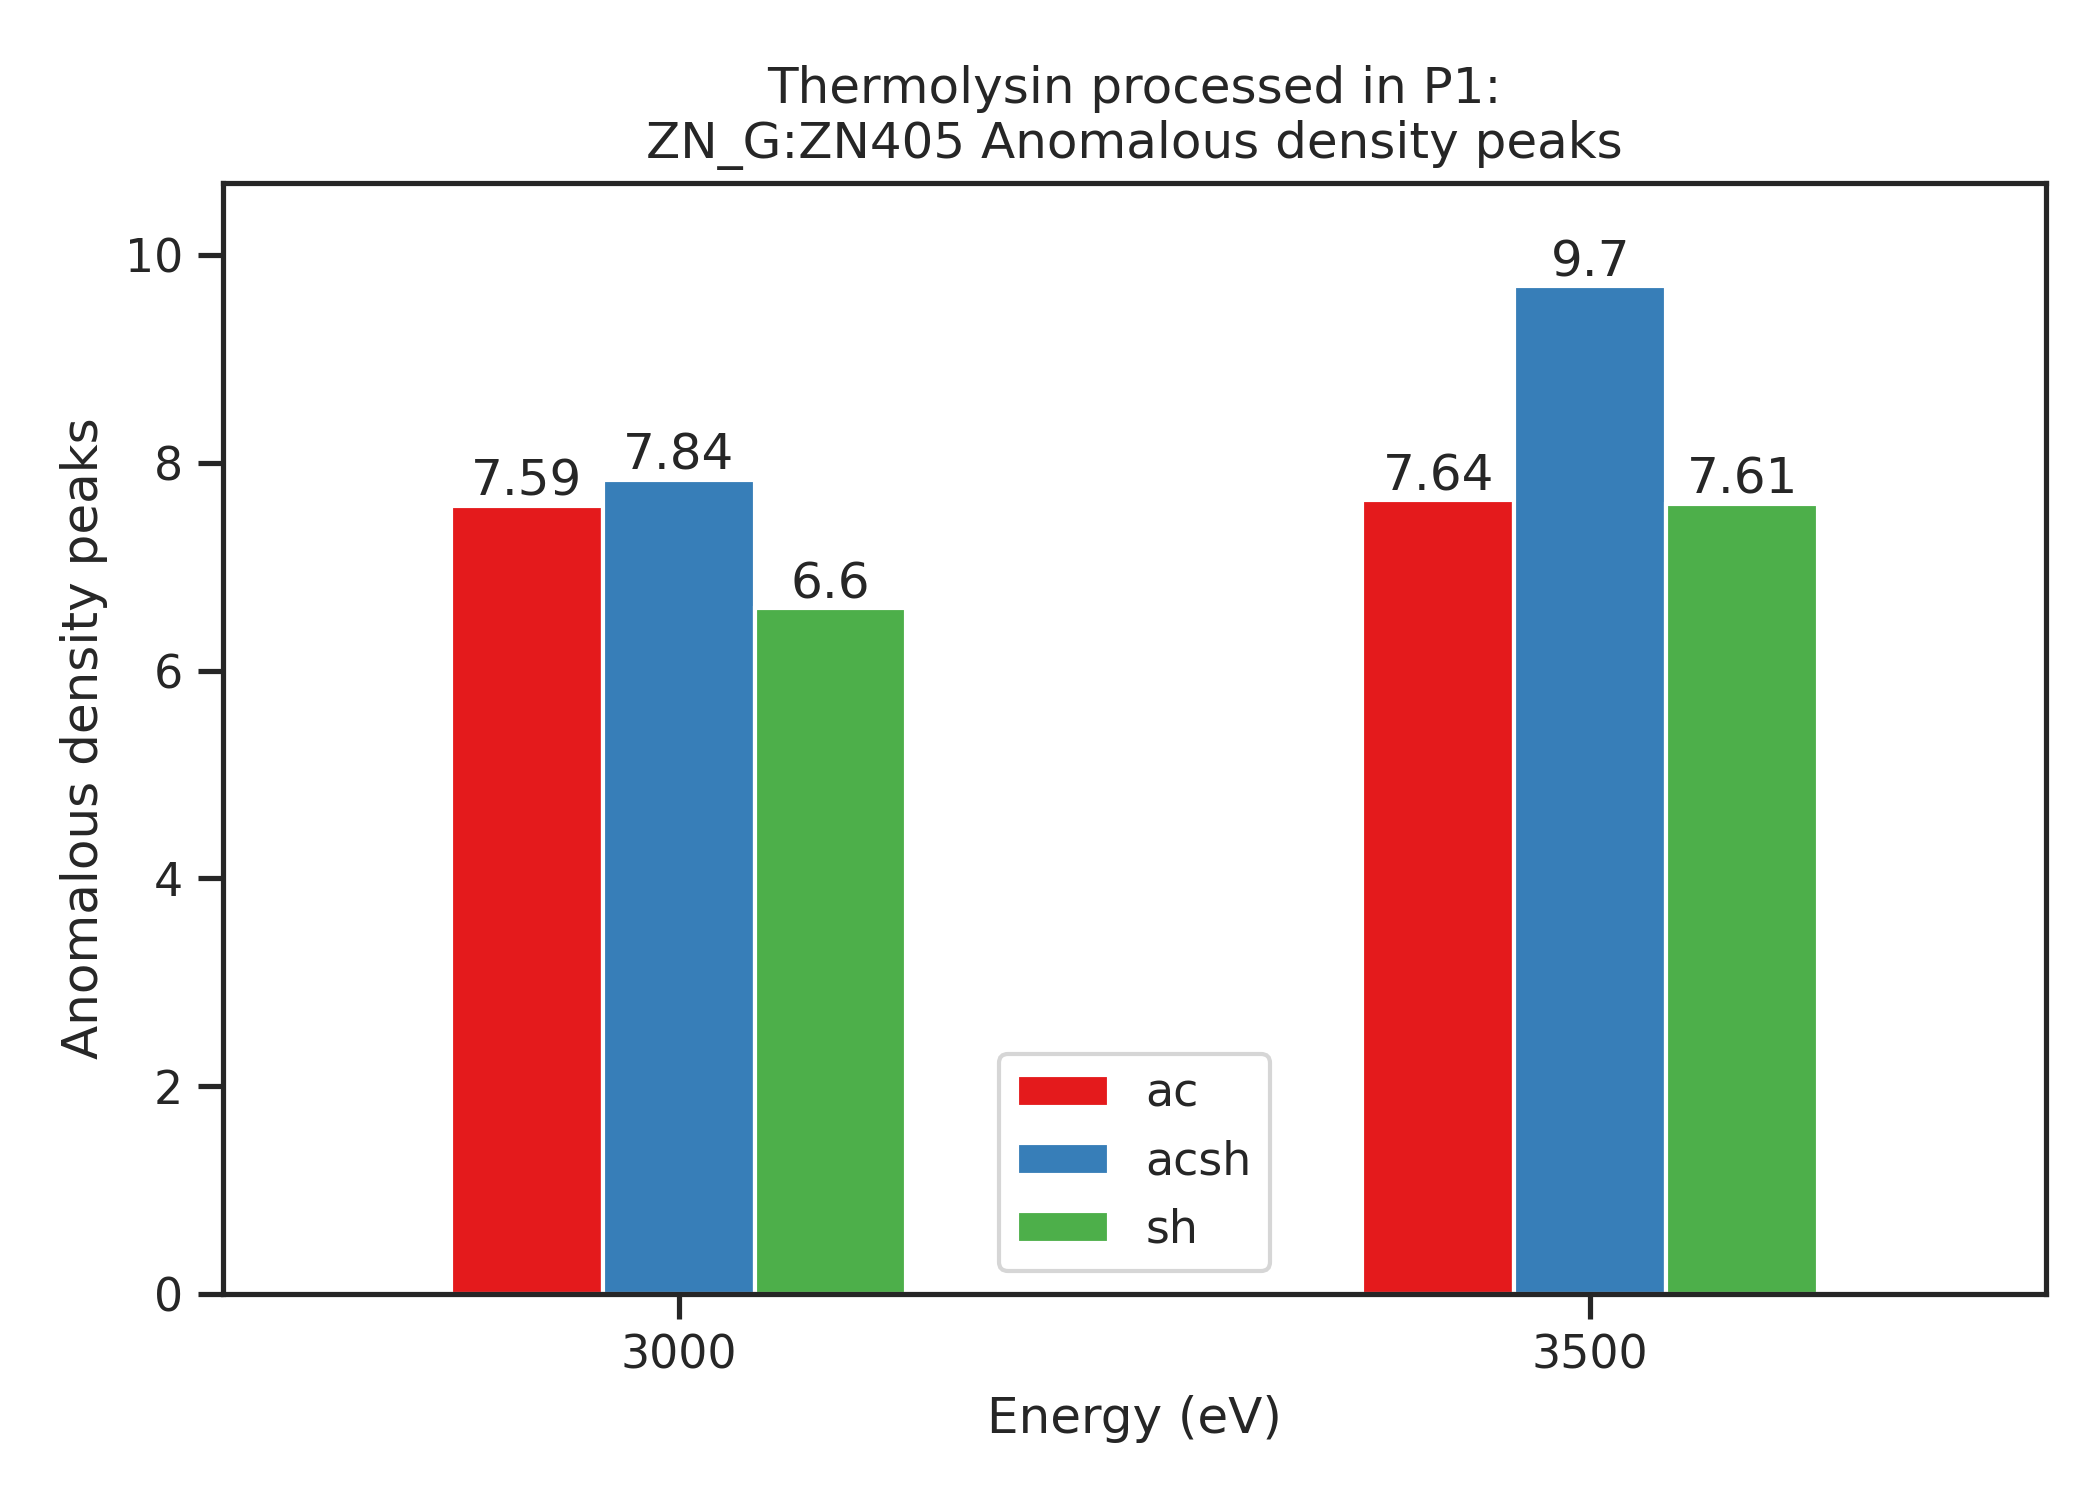 Thermolysin processed in P1:
ZN_G:ZN405 Anomalous density peaks
Anomalous density peaks
10
8
6
4
2
0
7.59
7.84
6.6
7.64
9.7
7.61
ac
acsh
sh
3000
3500
Energy (eV)